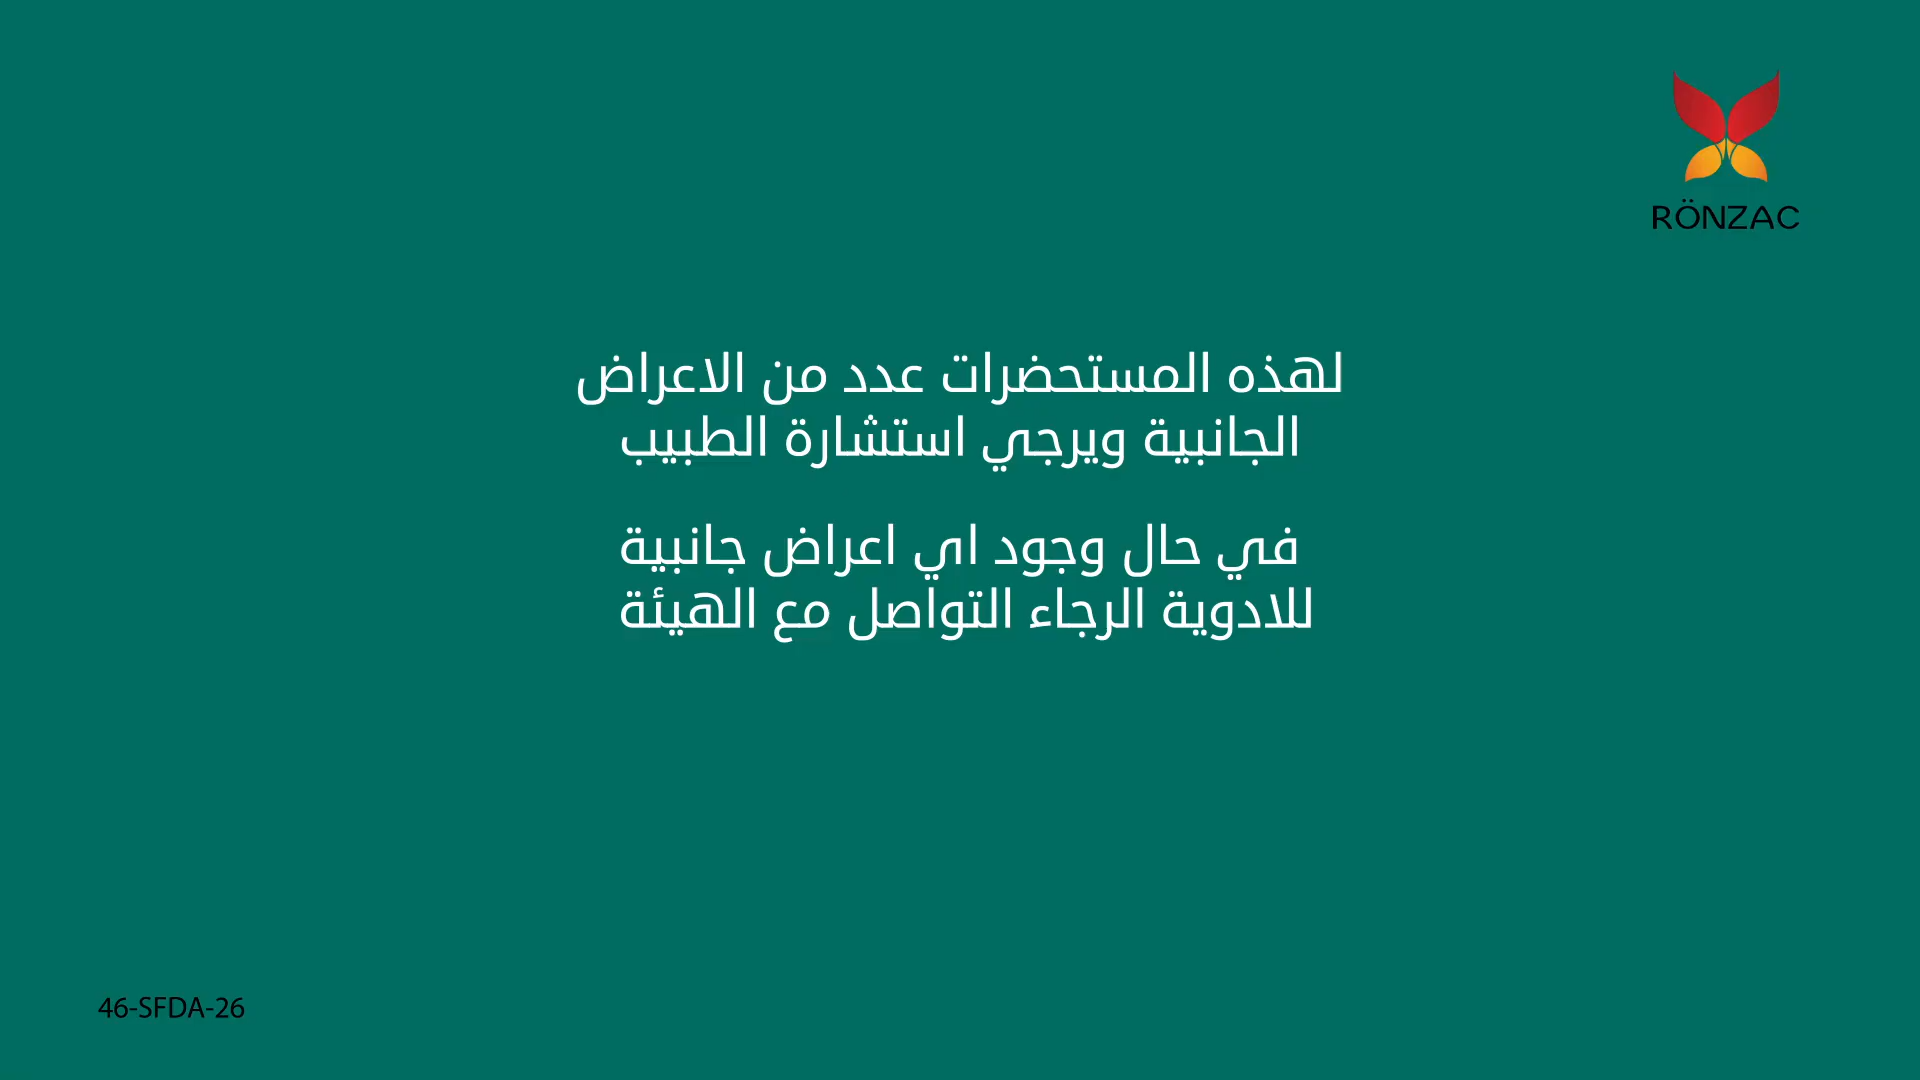 RÖNZAC
لهذه المستحضرات عدد من الاعراض
الجانبية ويرجي استشارة الطبيب
في حال وجود اي اعراض جانبية
للادوية الرجاء التواصل مع الهيئة
46-SFDA-26